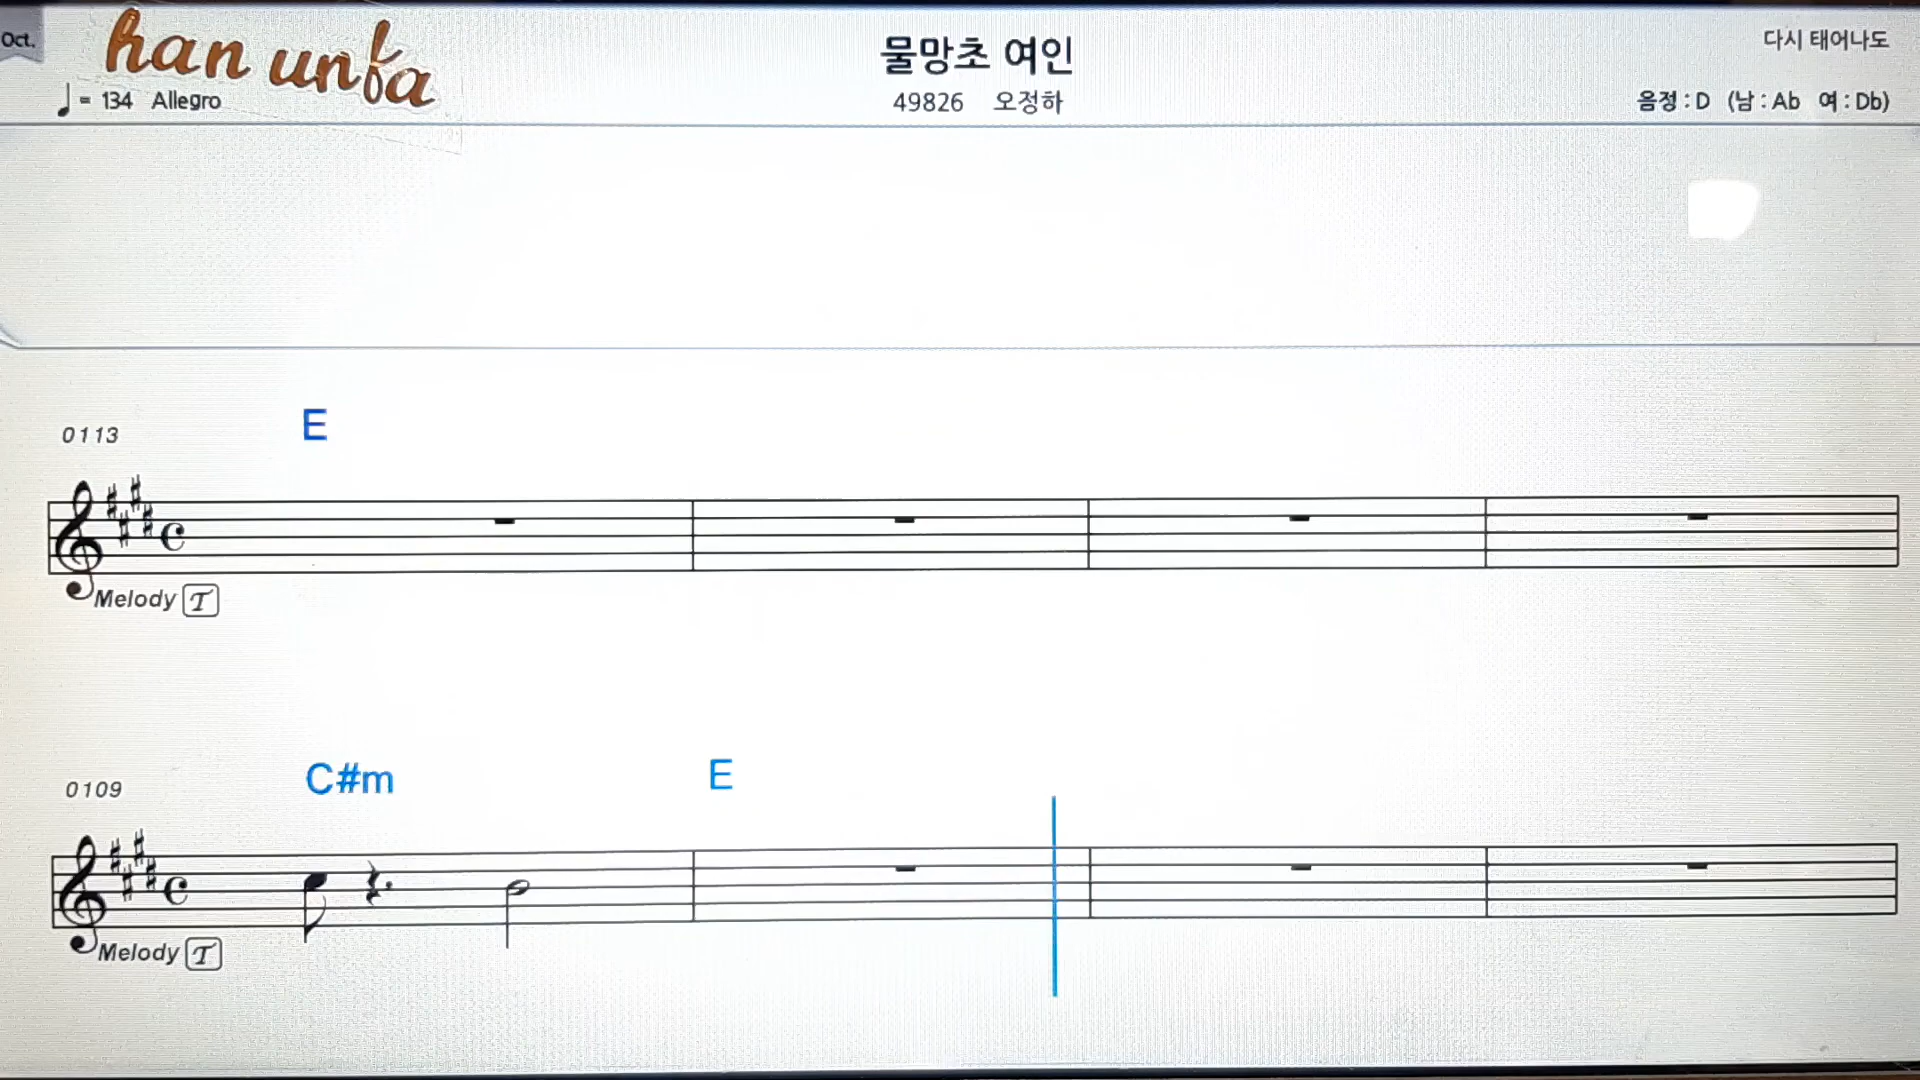 Oct.
han unfa
물망초 여인
다시 태어나도
♩= 134 Allegro
49826 오정하
음정 : D (남 : Ab 여 : Db)
0113
E
Melody T
0109
C#m E
Melody T